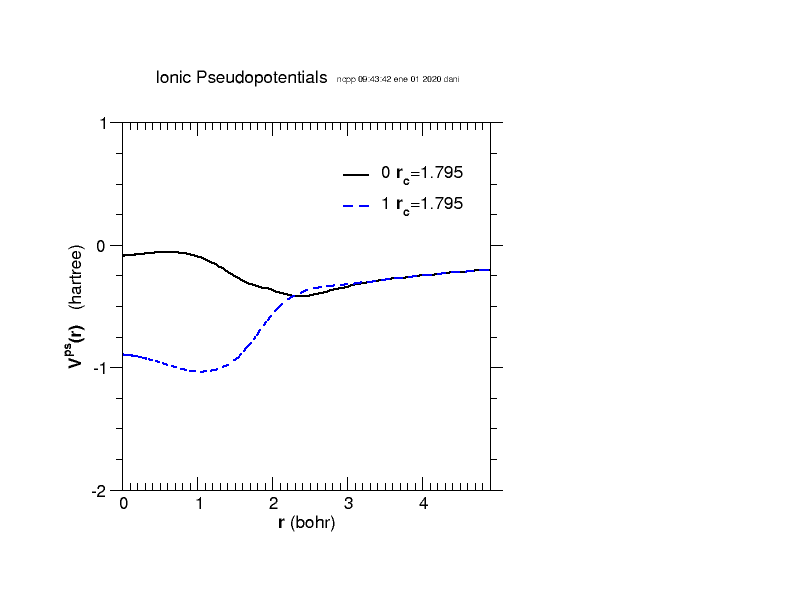 Ionic Pseudopotentials ncpp 09:43:42 ene 01 2020 dani
1
0 rc=1.795
1 rc=1.795
0
Vps(r) (hartree)
-1
-2
0 1 2 3 4
r (bohr)